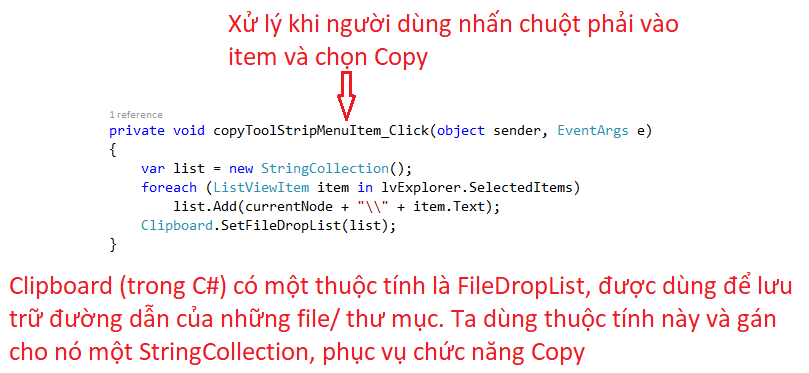 Xử lý khi người dùng nhấn chuột phải vào
item và chọn Copy
1 reference
private void copyToolStripMenuItem_Click(object sender, EventArgs e)
{
var list = new StringCollection();
foreach (ListViewItem item in lvExplorer.SelectedItems)
list.Add(currentNode + "\\" + item.Text);
Clipboard.SetFileDropList(list);
}
Clipboard (trong C#) có một thuộc tính là FileDropList, được dùng để lưu
trữ đường dẫn của những file/ thư mục. Ta dùng thuộc tính này và gán
cho nó một StringCollection, phục vụ chức năng Copy